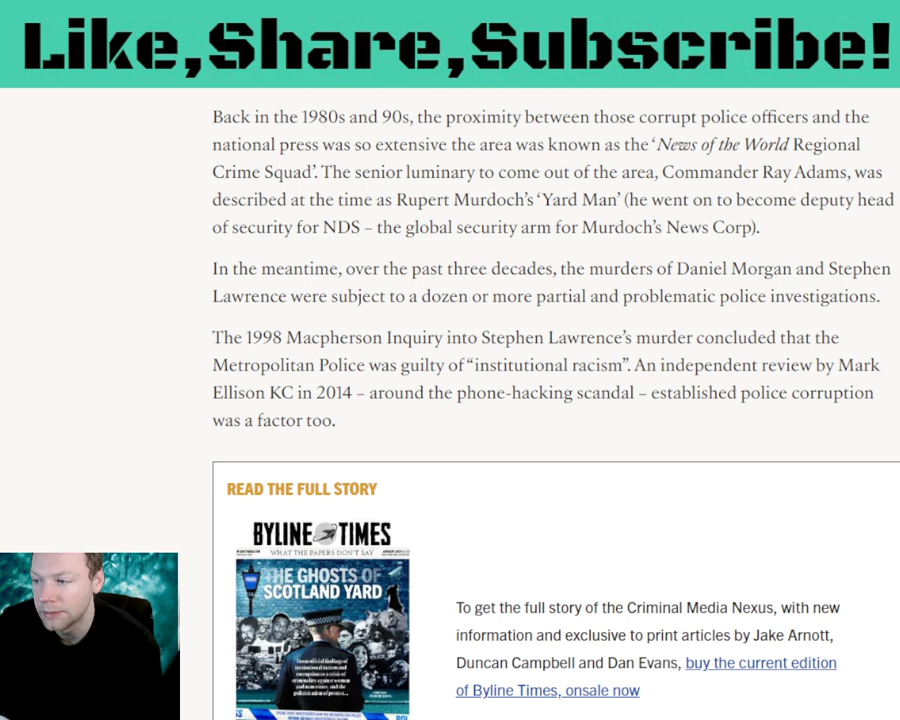 Like,Share,Subscribe!
Back in the 1980s and 90s, the proximity between those corrupt police officers and the
national press was so extensive the area was known as the ‘News of the World Regional
Crime Squad’. The senior luminary to come out of the area, Commander Ray Adams, was
described at the time as Rupert Murdoch’s ‘Yard Man’ (he went on to become deputy head
of security for NDS – the global security arm for Murdoch’s News Corp).
In the meantime, over the past three decades, the murders of Daniel Morgan and Stephen
Lawrence were subject to a dozen or more partial and problematic police investigations.
The 1998 Macpherson Inquiry into Stephen Lawrence’s murder concluded that the
Metropolitan Police was guilty of “institutional racism”. An independent review by Mark
Ellison KC in 2014 – around the phone-hacking scandal – established police corruption
was a factor too.
READ THE FULL STORY
BYLINE TIMES
WHAT THE PAPERS DON'T SAY
THE GHOSTS OF
SCOTLAND YARD
To get the full story of the Criminal Media Nexus, with new
information and exclusive to print articles by Jake Arnott,
Duncan Campbell and Dan Evans, buy the current edition
of Byline Times, onsale now